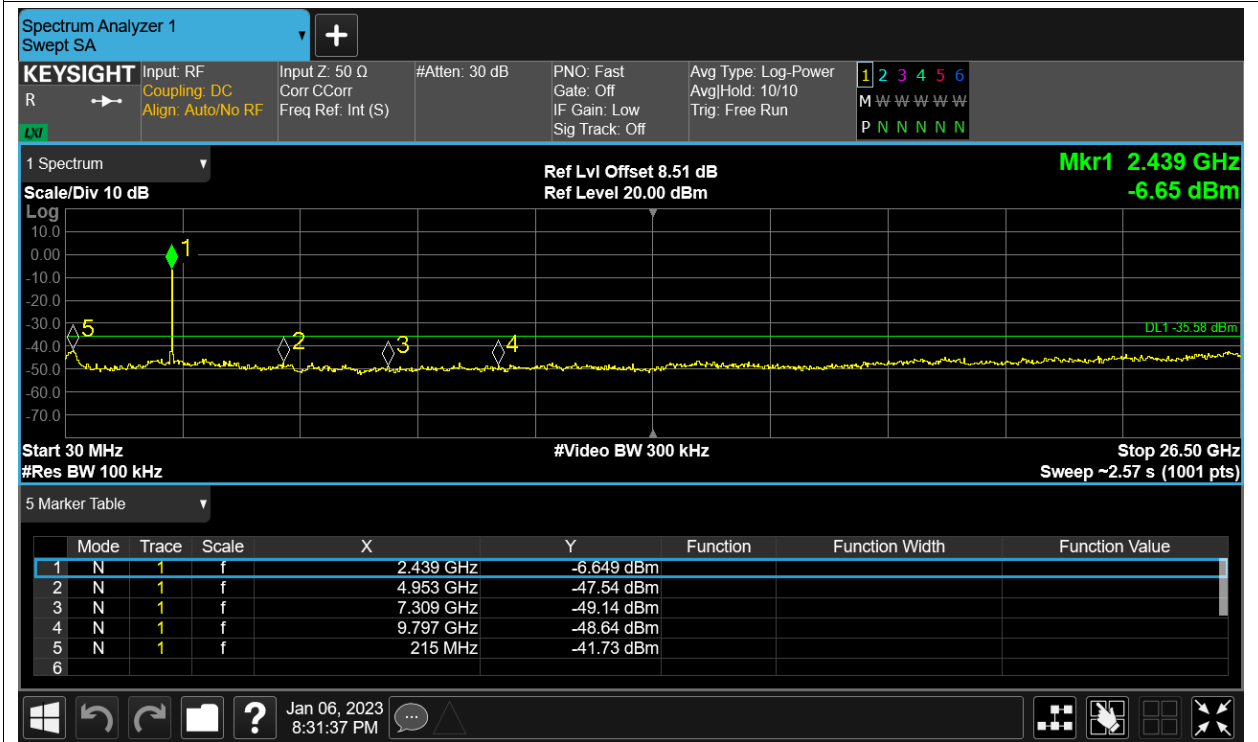 Spectrum Analyzer 1
Swept SA
+
KEYSIGHT Input: RF Input Z: 50 Ω #Atten: 30 dB PNO: Fast Avg Type: Log-Power 1 2 3 4 5 6
R Coupling: DC Corr CCorr Gate: Off Avg|Hold: 10/10 M W W W W W
Align: Auto/No RF Freq Ref: Int (S) IF Gain: Low Trig: Free Run
LXI Sig Track: Off P N N N N N
1 Spectrum Ref Lvl Offset 8.51 dB Mkr1 2.439 GHz
Scale/Div 10 dB Ref Level 20.00 dBm -6.65 dBm
Log
10.0
1
0.00
-10.0
-20.0
-30.0 5 DL1 -35.58 dBm
-40.0 2 3 4
-50.0
-60.0
-70.0
Start 30 MHz #Video BW 300 kHz Stop 26.50 GHz
#Res BW 100 kHz Sweep ~2.57 s (1001 pts)
5 Marker Table
Mode Trace Scale X Y Function Function Width Function Value
1 N 1 f 2.439 GHz -6.649 dBm
2 N 1 f 4.953 GHz -47.54 dBm
3 N 1 f 7.309 GHz -49.14 dBm
4 N 1 f 9.797 GHz -48.64 dBm
5 N 1 f 215 MHz -41.73 dBm
6
? Jan 06, 2023
8:31:37 PM